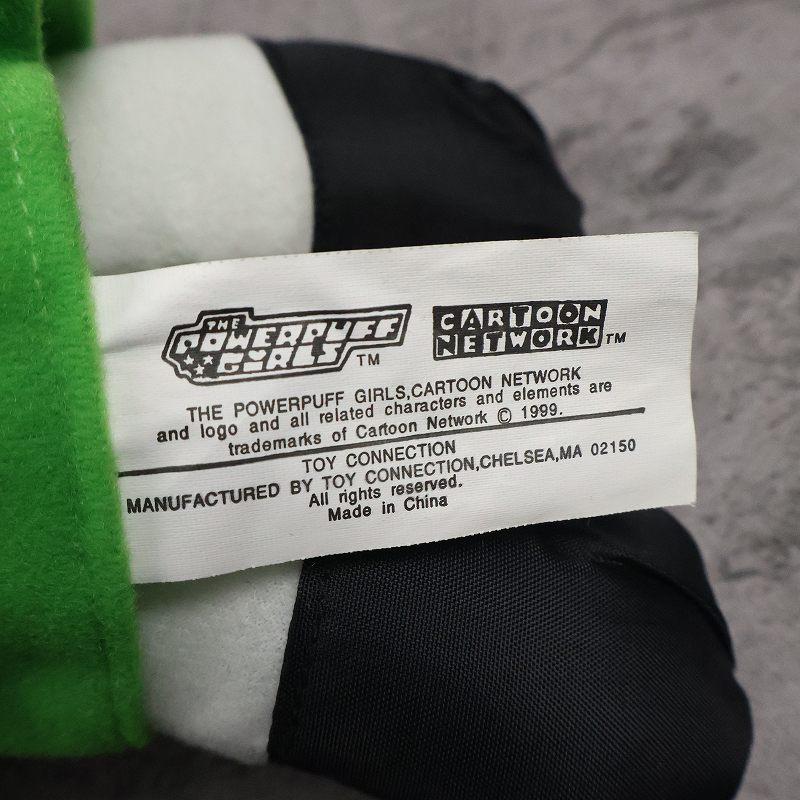 THE
POWERPUFF
GIRLS TM
CARTOON
NETWORK TM
THE POWERPUFF GIRLS,CARTOON NETWORK
and logo and all related characters and elements are
trademarks of Cartoon Network © 1999.
TOY CONNECTION
MANUFACTURED BY TOY CONNECTION,CHELSEA,MA 02150
All rights reserved.
Made in China